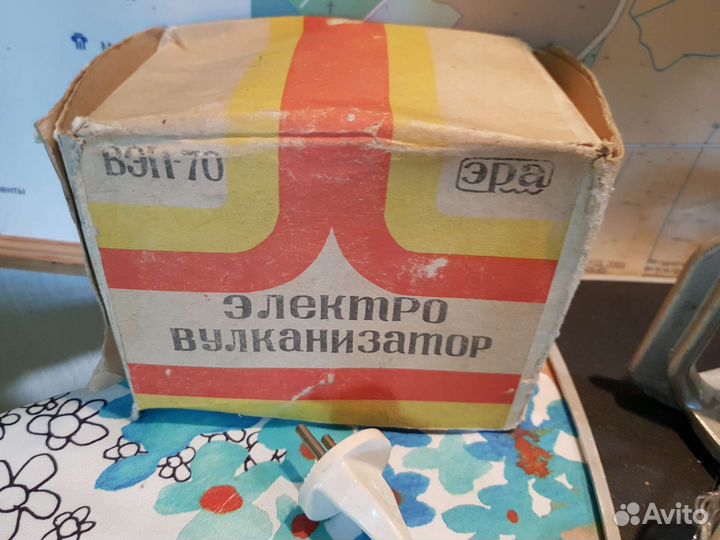 ВЭП-70
эра
электро
вулканизатор
Avito